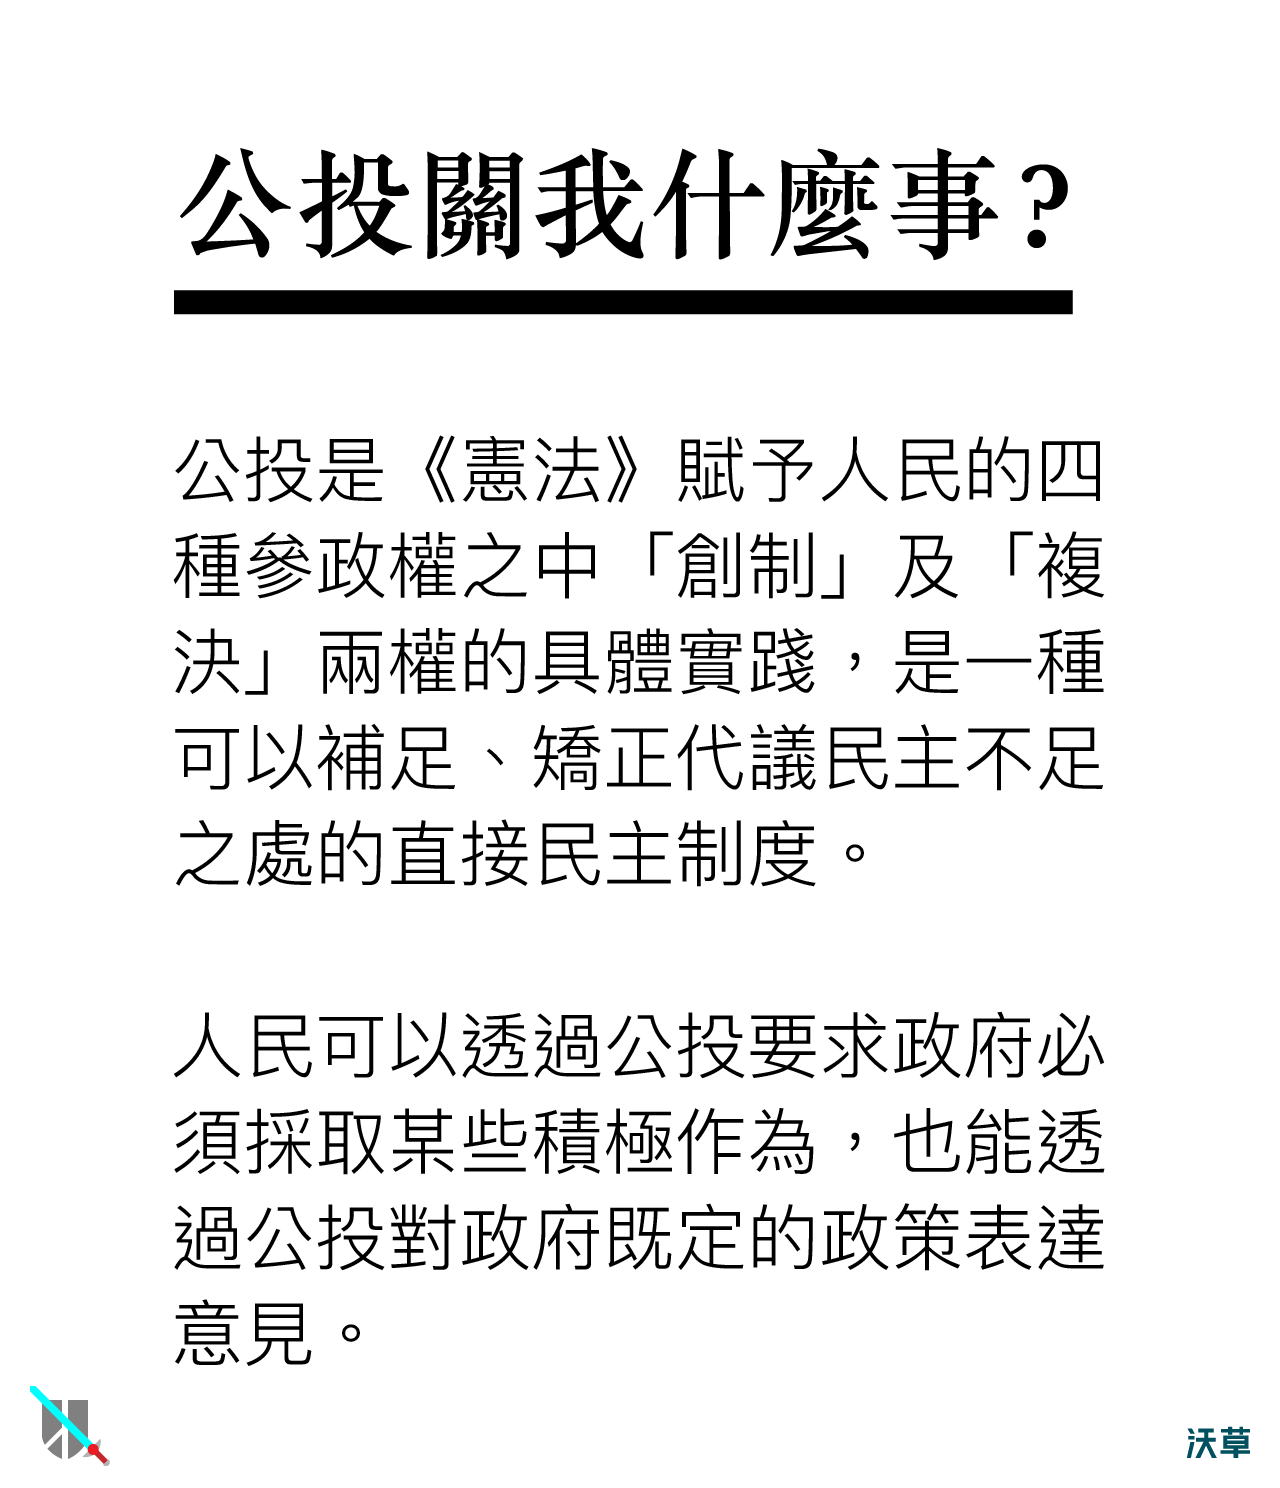 公投關我什麼事?
公投是《憲法》賦予人民的四
種參政權之中「創制」及「複
決」兩權的具體實踐，是一種
可以補足、矯正代議民主不足
之處的直接民主制度。
人民可以透過公投要求政府必
須採取某些積極作為，也能透
過公投對政府既定的政策表達
意見。
沃草